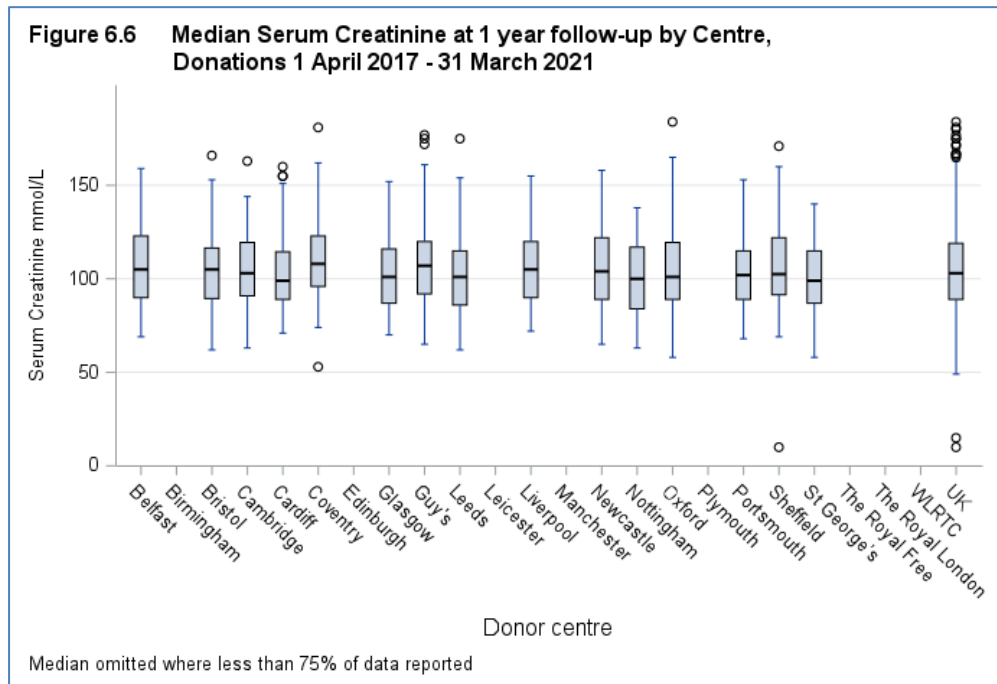 Figure 6.6 Median Serum Creatinine at 1 year follow-up by Centre,
Donations 1 April 2017 - 31 March 2021
Serum Creatinine mmol/L
150
100
50
0
Belfast
Birmingham
Bristol
Cambridge
Cardiff
Coventry
Edinburgh
Glasgow
Guy's
Leeds
Leicester
Liverpool
Manchester
Newcastle
Nottingham
Oxford
Plymouth
Portsmouth
Sheffield
St George's
The Royal Free
The Royal London
WLRTC
UK
Donor centre
Median omitted where less than 75% of data reported